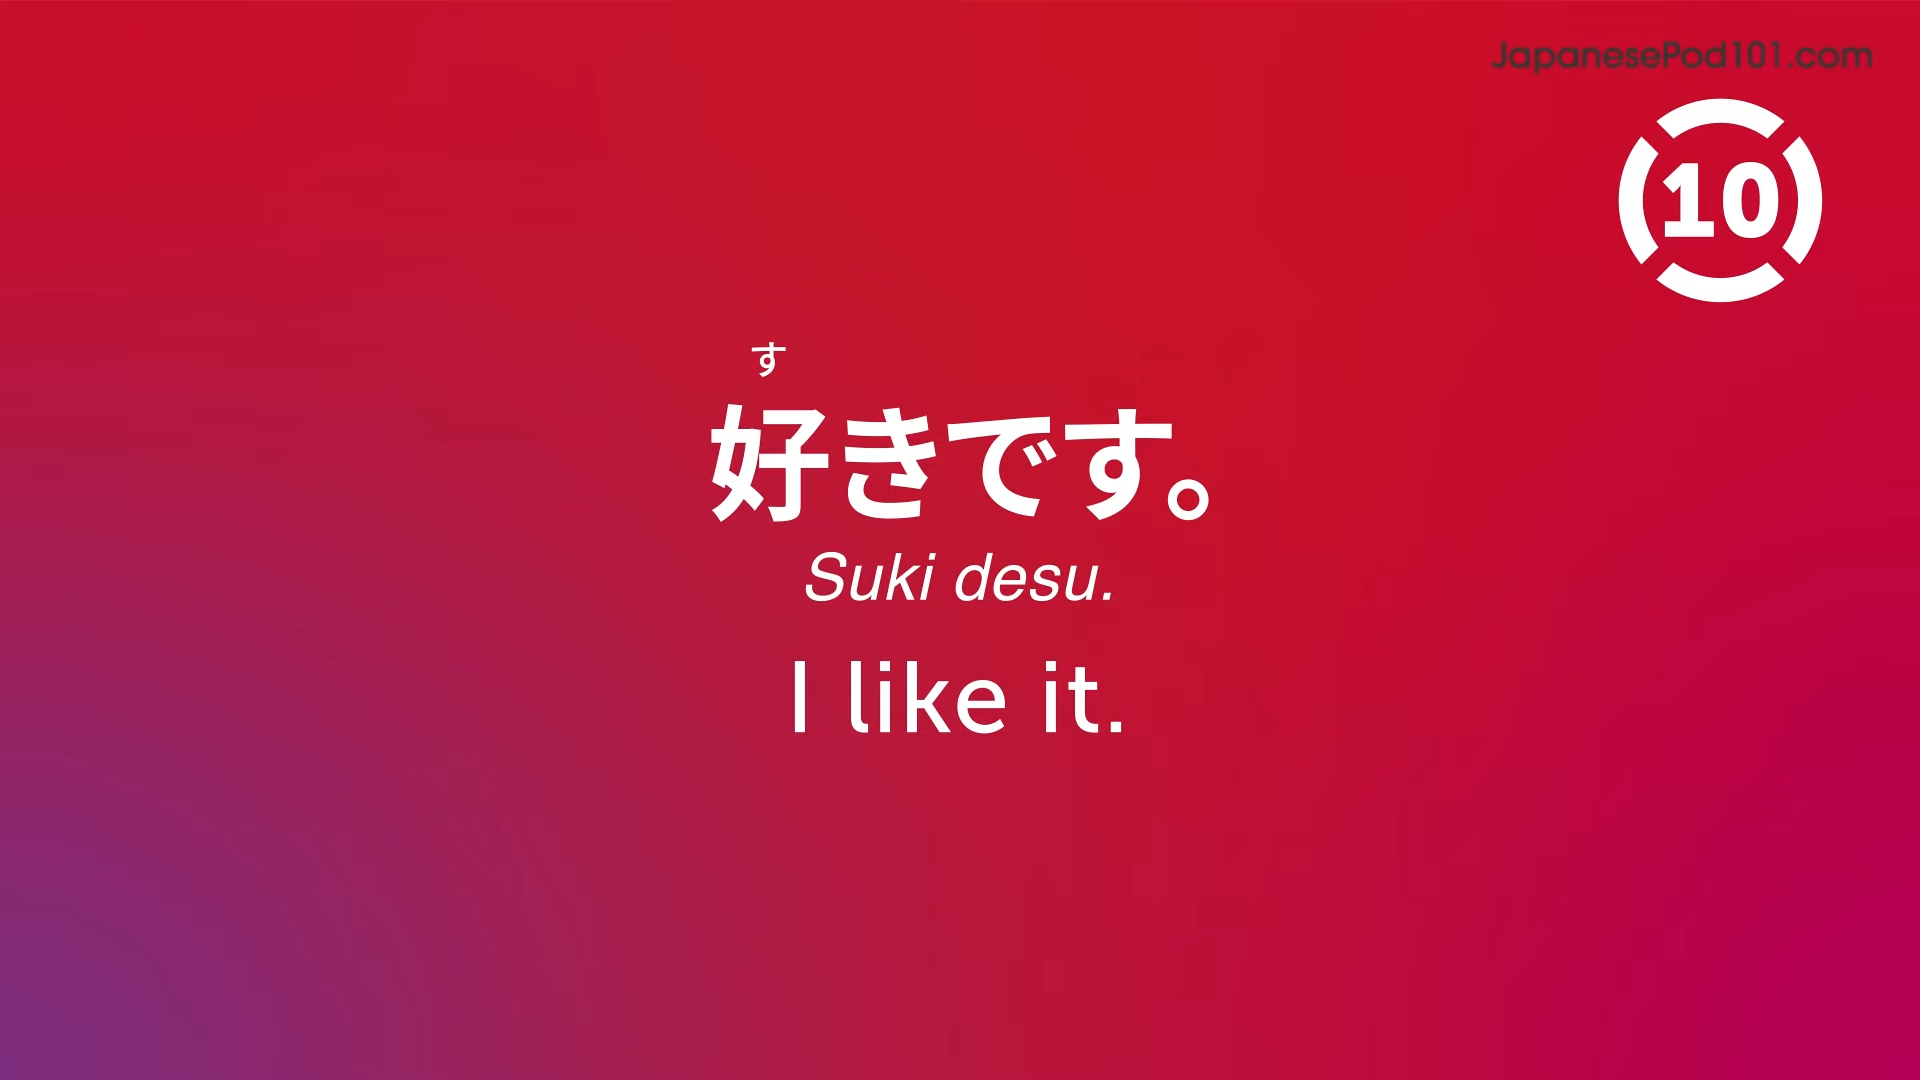 JapanesePod101.com
10
す
好きです。
Suki desu.
I like it.